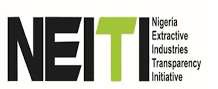 NEITI
Nigeria
Extractive
Industries
Transparency
Initiative